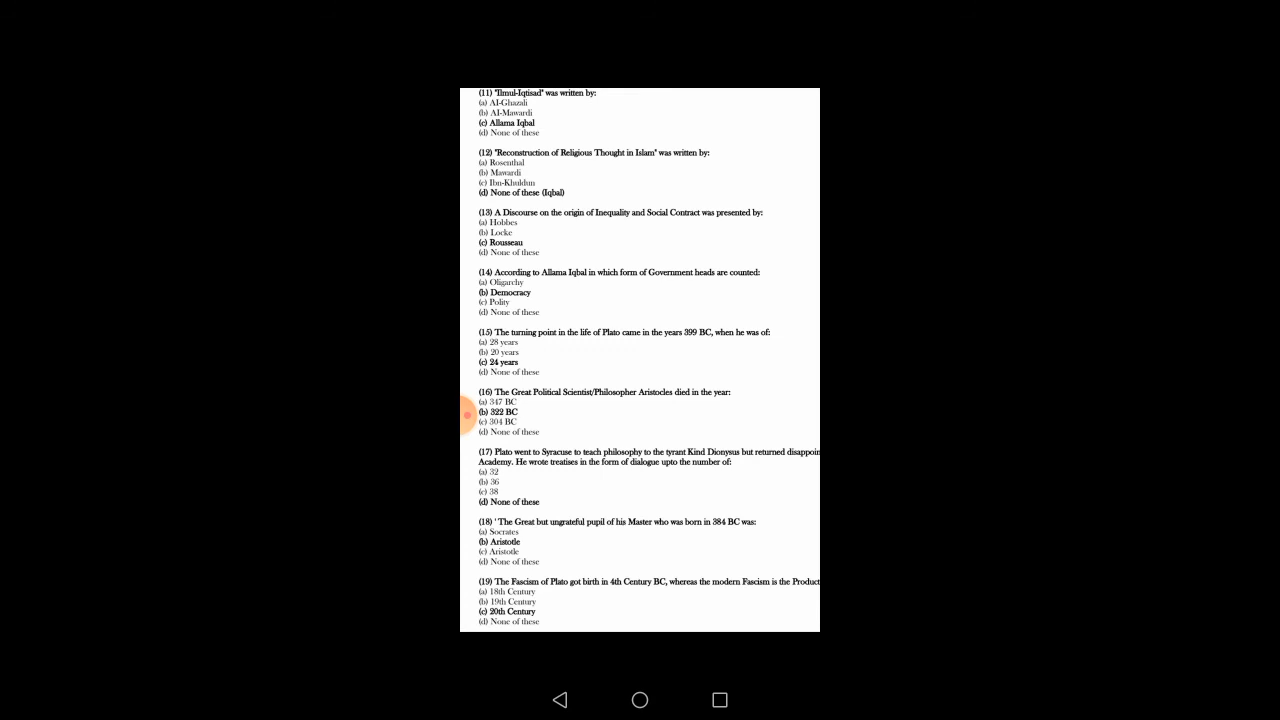 (11) "Ilmul-Iqtisad" was written by:
(a) AI-Ghazali
(b) AI-Mawardi
(c) Allama Iqbal
(d) None of these
(12) "Reconstruction of Religious Thought in Islam" was written by:
(a) Rosenthal
(b) Mawardi
(c) Ibn-Khuldun
(d) None of these (Iqbal)
(13) A Discourse on the origin of Inequality and Social Contract was presented by:
(a) Hobbes
(b) Locke
(c) Rousseau
(d) None of these
(14) According to Allama Iqbal in which form of Government heads are counted:
(a) Oligarchy
(b) Democracy
(c) Polity
(d) None of these
(15) The turning point in the life of Plato came in the years 399 BC, when he was of:
(a) 28 years
(b) 20 years
(c) 24 years
(d) None of these
(16) The Great Political Scientist/Philosopher Aristocles died in the year:
(a) 347 BC
(b) 322 BC
(c) 304 BC
(d) None of these
(17) Plato went to Syracuse to teach philosophy to the tyrant Kind Dionysus but returned disappoin
Academy. He wrote treatises in the form of dialogue upto the number of:
(a) 32
(b) 36
(c) 38
(d) None of these
(18) ' The Great but ungrateful pupil of his Master who was born in 384 BC was:
(a) Socrates
(b) Aristotle
(c) Aristotle
(d) None of these
(19) The Fascism of Plato got birth in 4th Century BC, whereas the modern Fascism is the Product
(a) 18th Century
(b) 19th Century
(c) 20th Century
(d) None of these